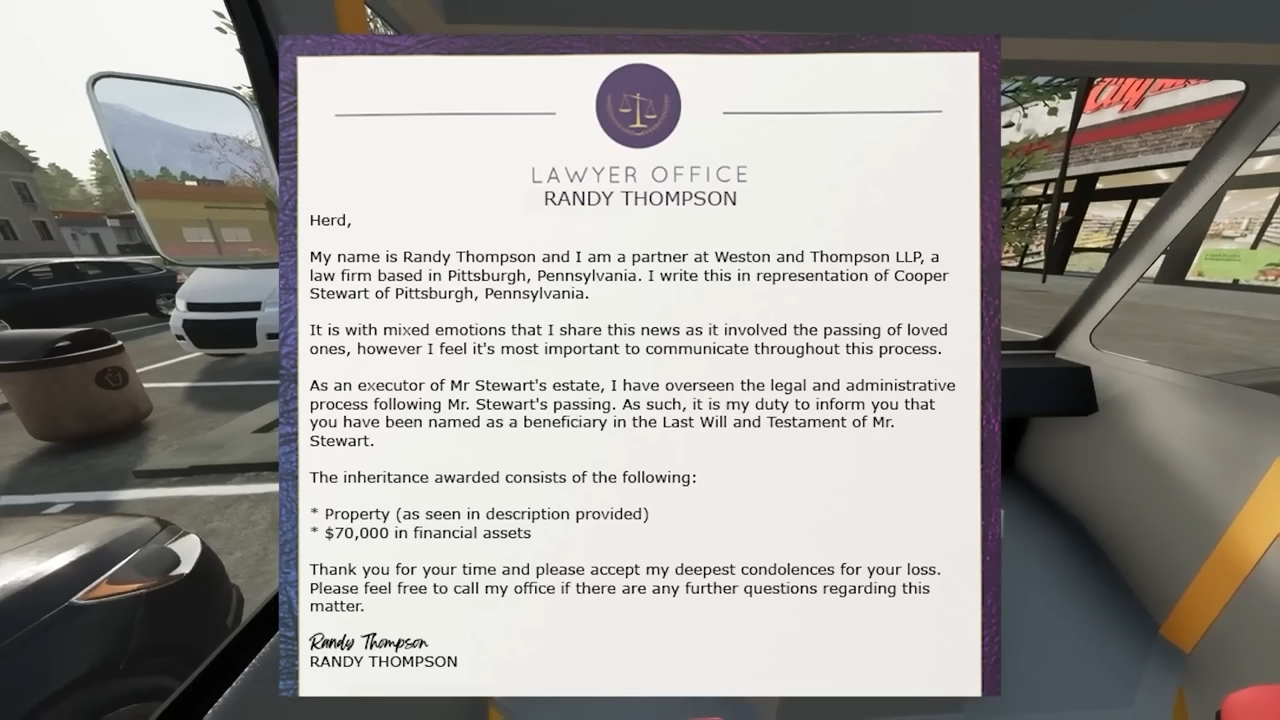 LAWYER OFFICE
RANDY THOMPSON
Herd,
My name is Randy Thompson and I am a partner at Weston and Thompson LLP, a
law firm based in Pittsburgh, Pennsylvania. I write this in representation of Cooper
Stewart of Pittsburgh, Pennsylvania.
It is with mixed emotions that I share this news as it involved the passing of loved
ones, however I feel it's most important to communicate throughout this process.
As an executor of Mr Stewart's estate, I have overseen the legal and administrative
process following Mr. Stewart's passing. As such, it is my duty to inform you that
you have been named as a beneficiary in the Last Will and Testament of Mr.
Stewart.
The inheritance awarded consists of the following:
* Property (as seen in description provided)
* $70,000 in financial assets
Thank you for your time and please accept my deepest condolences for your loss.
Please feel free to call my office if there are any further questions regarding this
matter.
Randy Thompson
RANDY THOMPSON